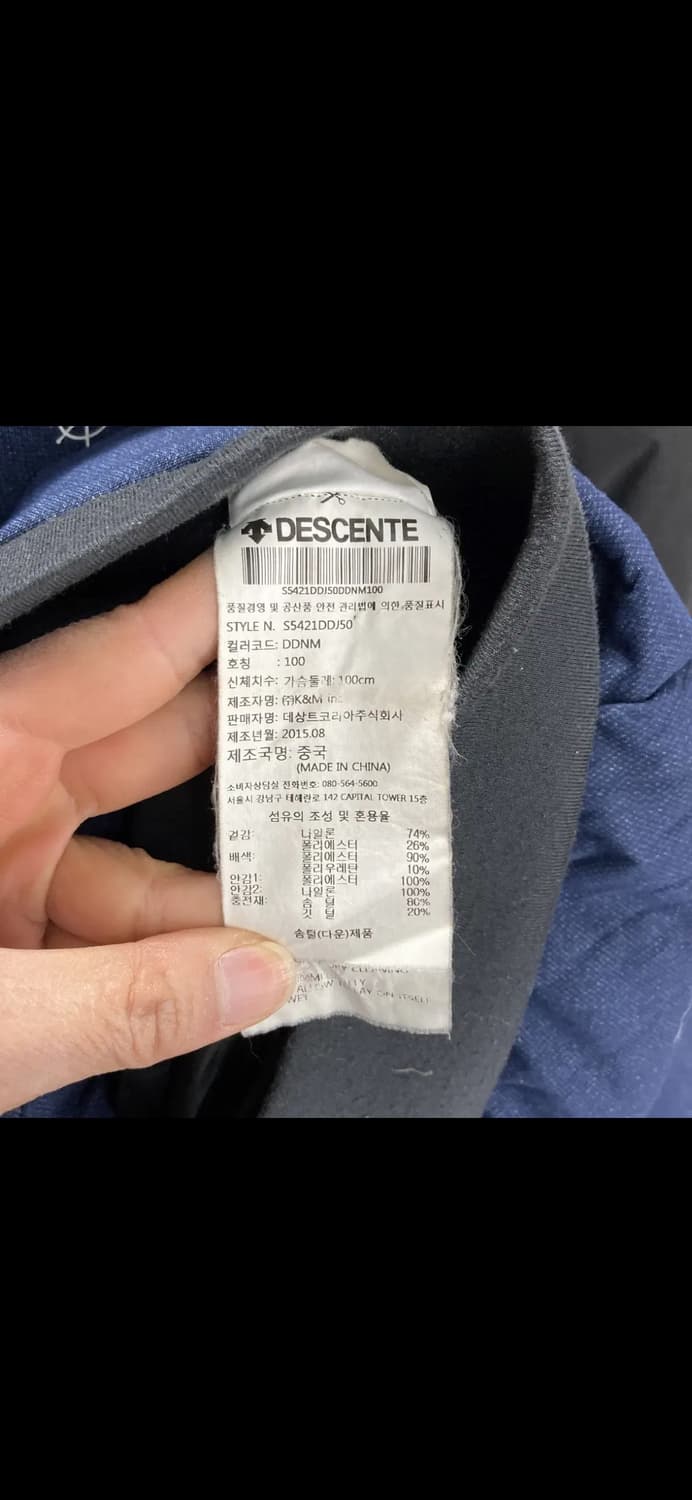 DESCENTE
S5421DDJ50DDNM100
품질경영 및 공산품 안전 관리법에 의한 품질표시
STYLE N. S5421DDJ50
컬러코드: DDNM
호칭 : 100
신체치수: 가슴둘레: 100cm
제조자명: ㈜K&M inc
판매자명: 데상트코리아주식회사
제조년월: 2015.08
제조국명: 중국
(MADE IN CHINA)
소비자상담실 전화번호: 080-564-5600
서울시 강남구 테헤란로 142 CAPITAL TOWER 15층
섬유의 조성 및 혼용율
겉감: 나일론 74%
폴리에스터 26%
배색: 폴리에스터 90%
폴리우레탄 10%
안감1: 폴리에스터 100%
안감2: 나일론 100%
충전재: 솜 털 80%
깃 털 20%
솜털(다운)제품
ON ITSELF